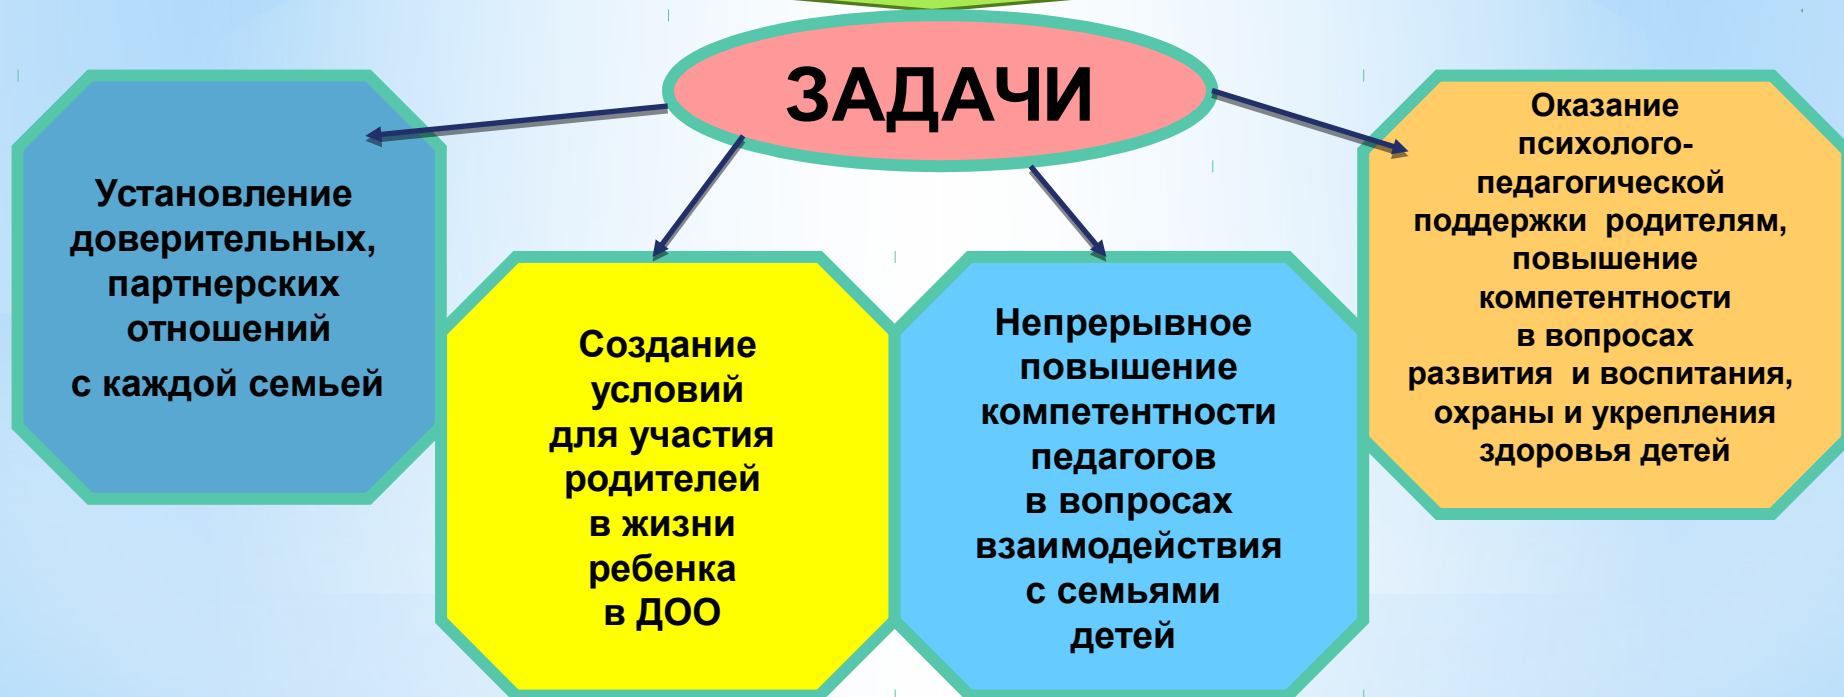 ЗАДАЧИ
Установление
доверительных,
партнерских
отношений
с каждой семьей
Создание
условий
для участия
родителей
в жизни
ребенка
в ДОО
Непрерывное
повышение
компетентности
педагогов
в вопросах
взаимодействия
с семьями
детей
Оказание
психолого-
педагогической
поддержки родителям,
повышение
компетентности
в вопросах
развития и воспитания,
охраны и укрепления
здоровья детей